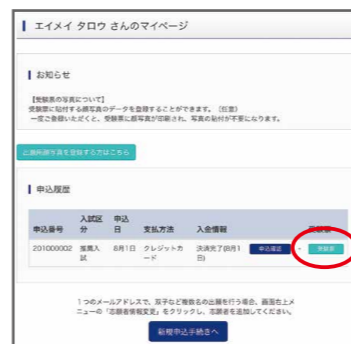 エイメイ タロウ さんのマイページ
お知らせ
【受験票の写真について】
受験票に貼付する顔写真のデータを登録することができます。（任意）
一度ご登録いただくと、受験票に顔写真が印刷され、写真の貼付が不要になります。
志願者顔写真を登録する方はこちら
申込履歴
申込番号 入試区分 申込日 支払方法 入金情報 受験票
201000002 推薦入試 8月1日 クレジットカード 決済完了(8月1日) 申込確認 - 受験票
1つのメールアドレスで、双子など複数名の出願を行う場合、画面右上メ
ニューの「志願者情報変更」をクリックし、志願者を追加してください。
新規申込手続きへ